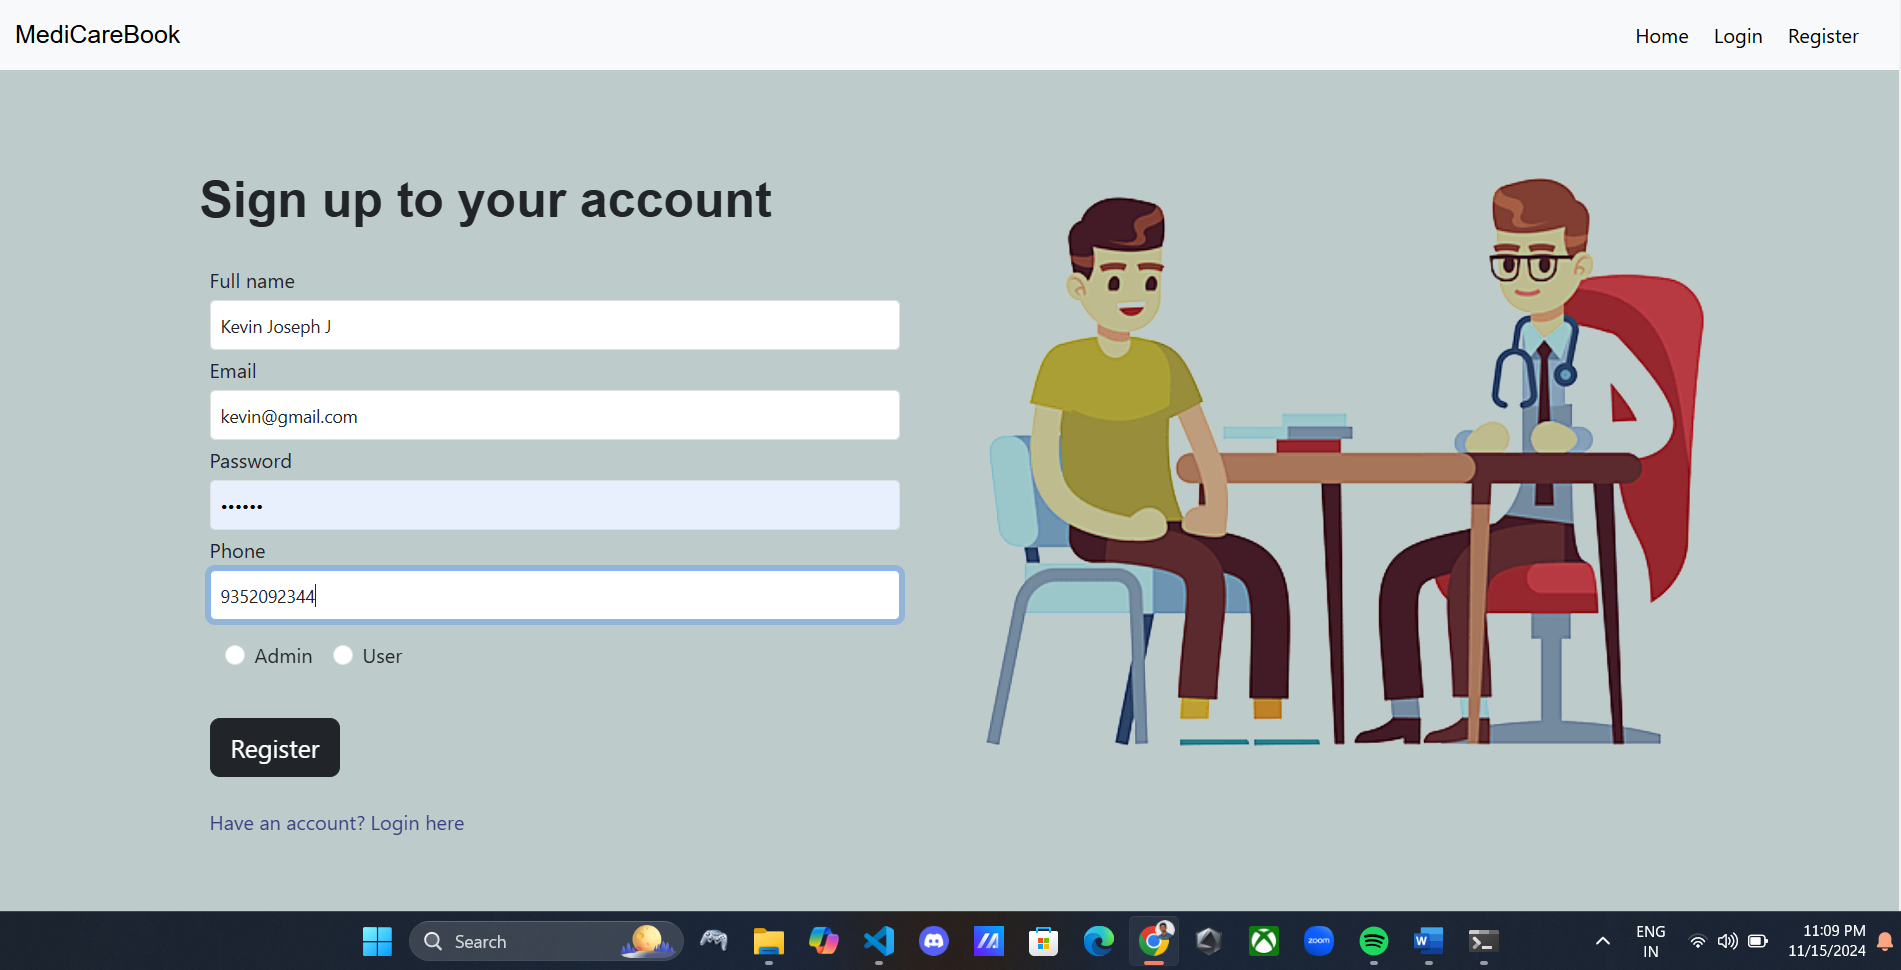 MediCareBook
Home Login Register
Sign up to your account
Full name
Kevin Joseph J
Email
kevin@gmail.com
Password
••••••
Phone
9352092344
Admin User
Register
Have an account? Login here
Search
zoom
W
ENG
IN
11:09 PM
11/15/2024